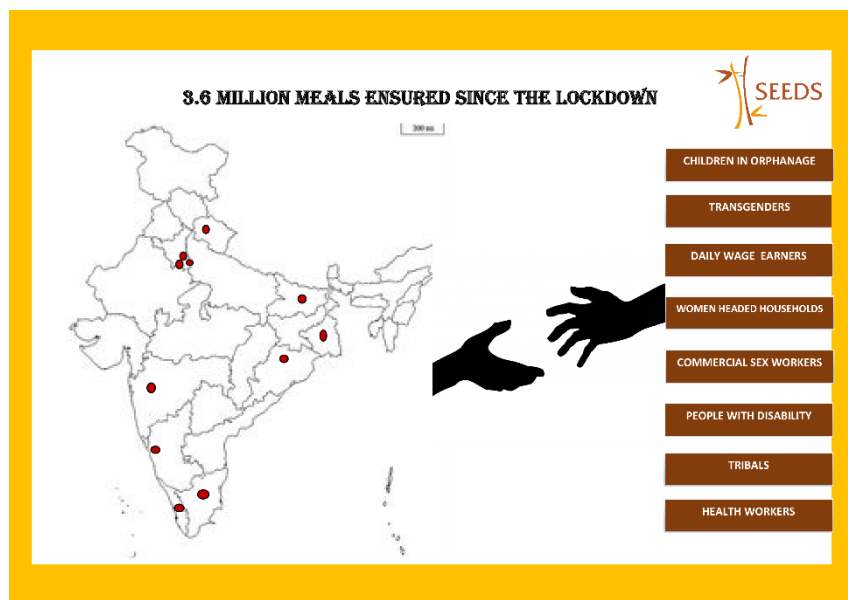 3.6 MILLION MEALS ENSURED SINCE THE LOCKDOWN
SEEDS
CHILDREN IN ORPHANAGE
TRANSGENDERS
DAILY WAGE EARNERS
WOMEN HEADED HOUSEHOLDS
COMMERCIAL SEX WORKERS
PEOPLE WITH DISABILITY
TRIBALS
HEALTH WORKERS